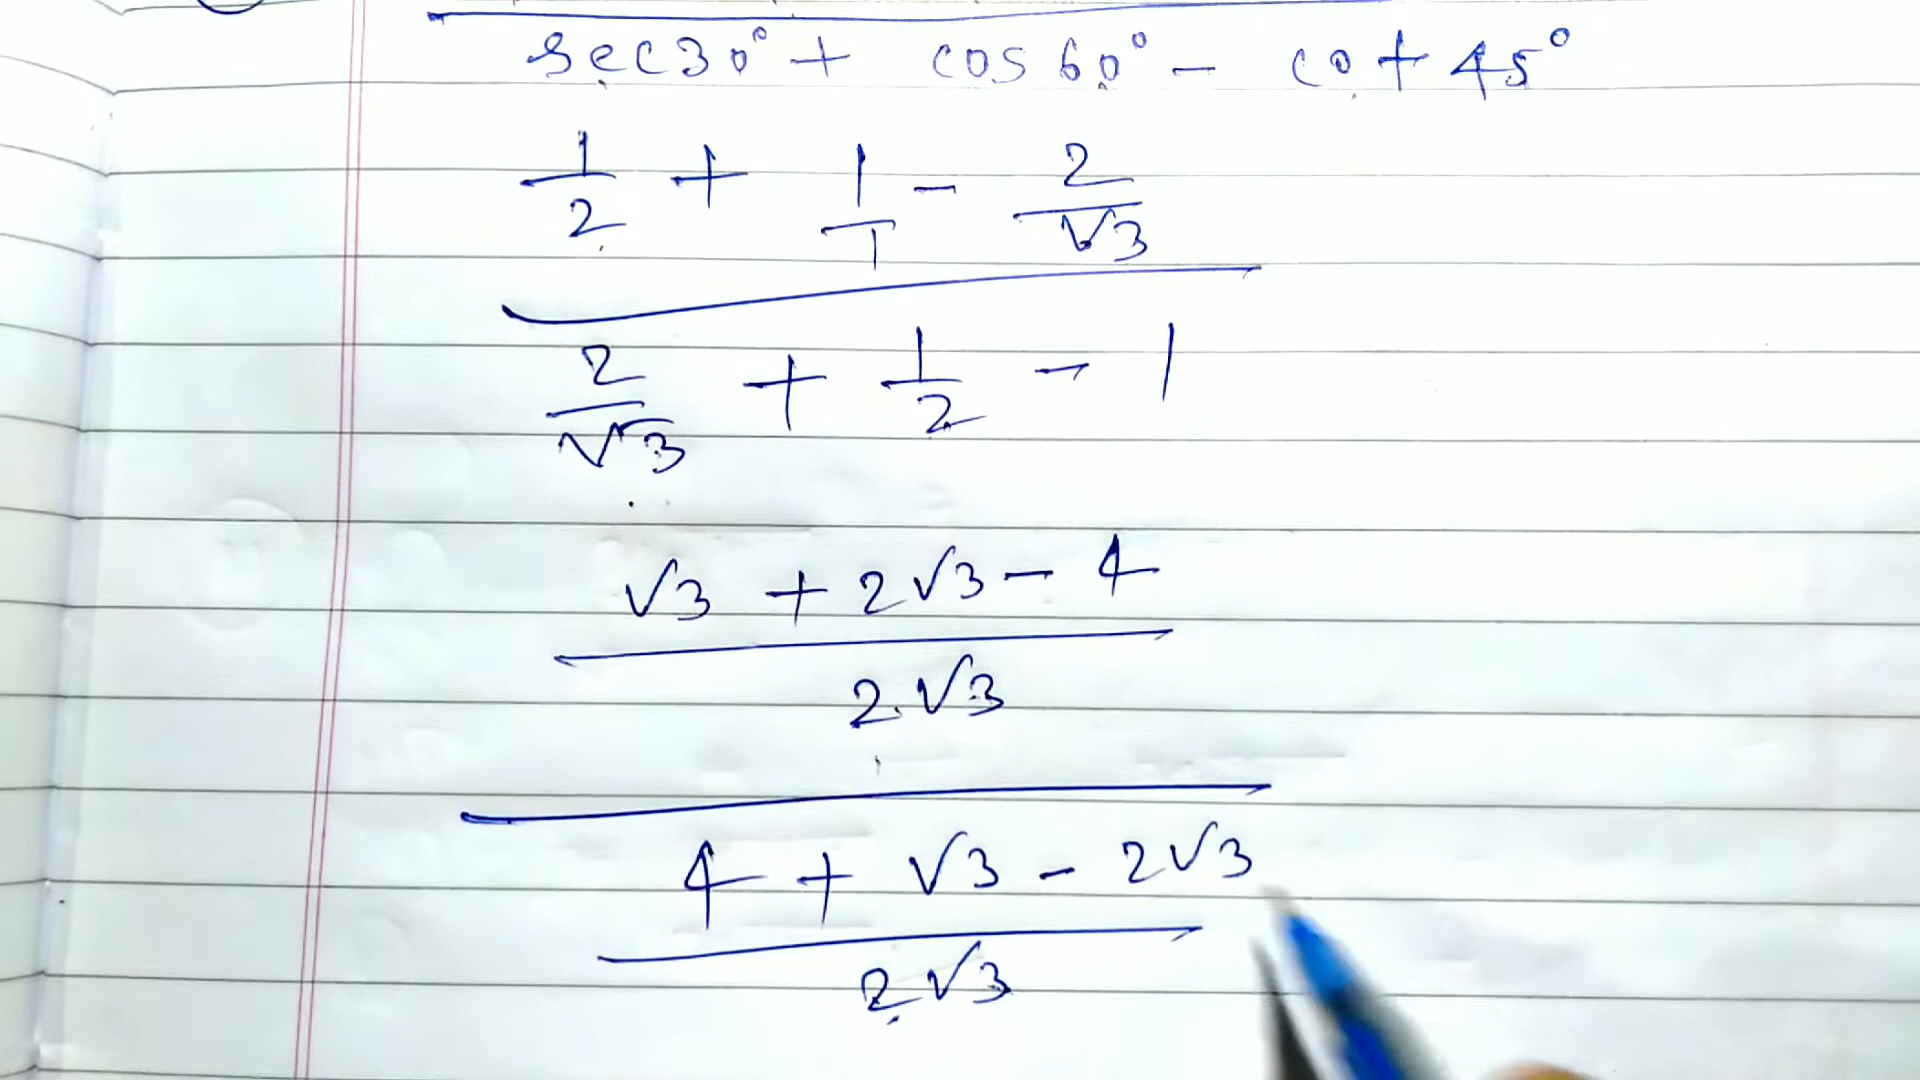 sec30° + cos60° - cot45°
1/2 + 1/1 - 2/√3
2/√3 + 1/2 - 1
√3 + 2√3 - 4
2.√3
4 + √3 - 2√3
2√3